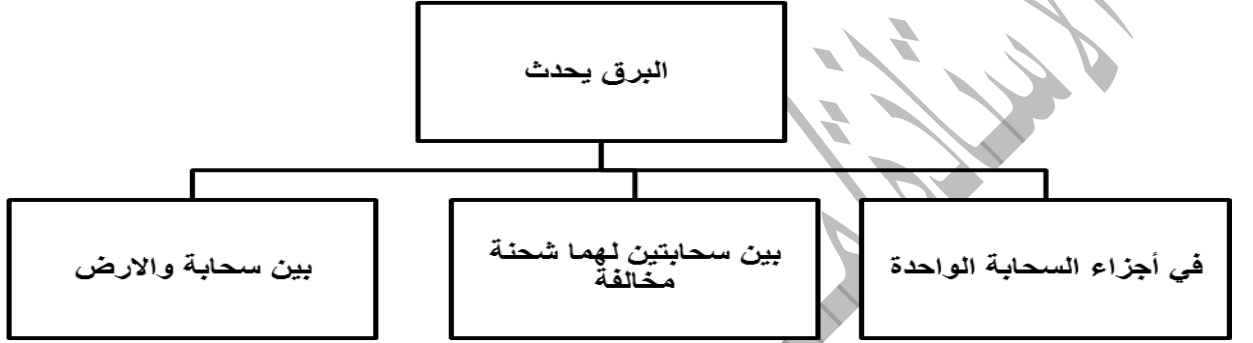 البرق يحدث
في أجزاء السحابة الواحدة
بين سحابتين لهما شحنة
مخالفة
بين سحابة والارض